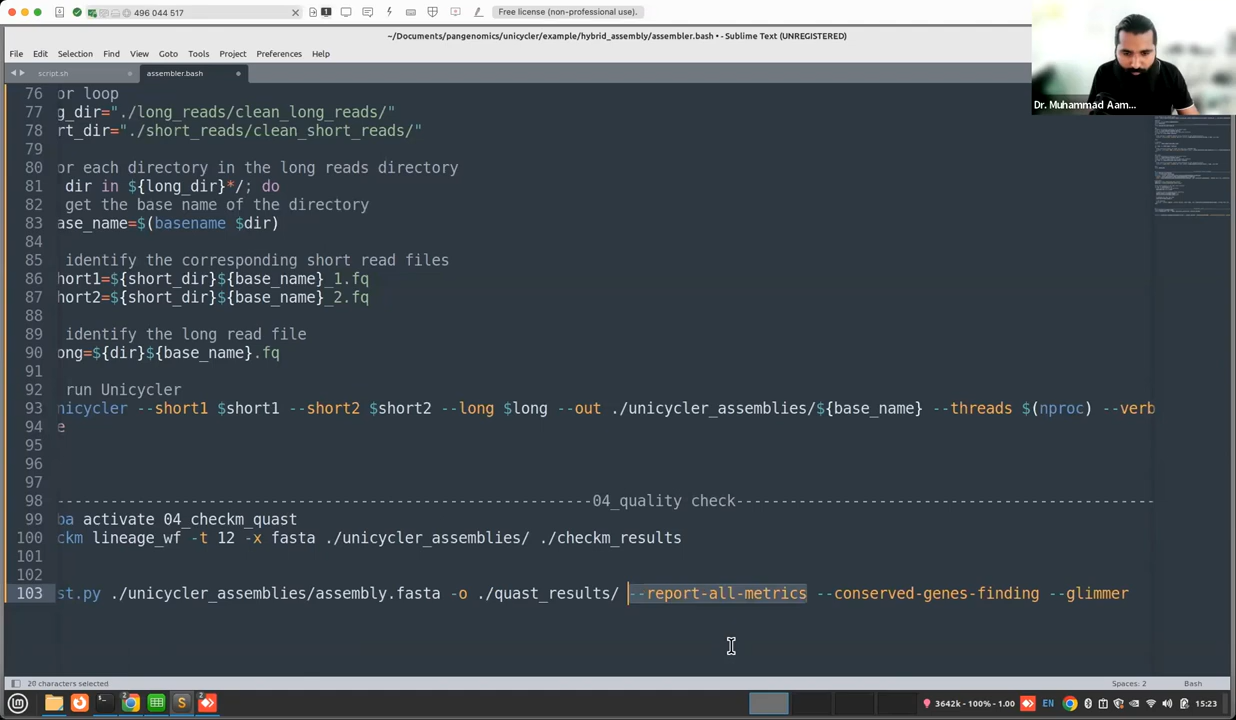 496 044 517
Free license (non-professional use).
~/Documents/pangenomics/unicycler/example/hybrid_assembly/assembler.bash • - Sublime Text (UNREGISTERED)
File Edit Selection Find View Goto Tools Project Preferences Help
script.sh
assembler.bash
Dr. Muhammad Aam...
76 or loop
77 g_dir="./long_reads/clean_long_reads/"
78 rt_dir="./short_reads/clean_short_reads/"
79
80 or each directory in the long reads directory
81 dir in ${long_dir}*/; do
82 get the base name of the directory
83 ase_name=$(basename $dir)
84
85 identify the corresponding short read files
86 hort1=${short_dir}${base_name}_1.fq
87 hort2=${short_dir}${base_name}_2.fq
88
89 identify the long read file
90 ong=${dir}${base_name}.fq
91
92 run Unicycler
93 nicycler --short1 $short1 --short2 $short2 --long $long --out ./unicycler_assemblies/${base_name} --threads $(nproc) --verb
94 e
95
96
97
98 ------------------------------------------------------------04_quality check-----------------------------------------------
99 ba activate 04_checkm_quast
100 ckm lineage_wf -t 12 -x fasta ./unicycler_assemblies/ ./checkm_results
101
102
103 st.py ./unicycler_assemblies/assembly.fasta -o ./quast_results/ --report-all-metrics --conserved-genes-finding --glimmer
20 characters selected
Spaces: 2
Bash
3642k - 100% - 1.00
EN
15:23